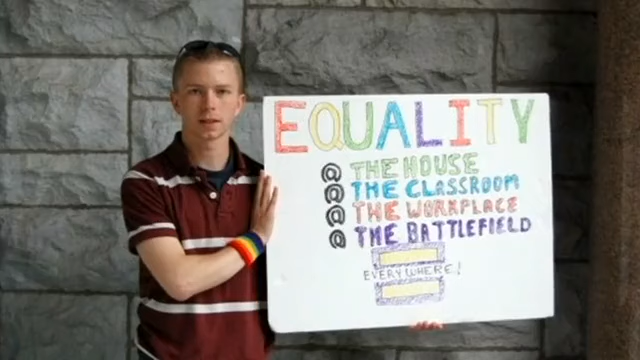 EQUALITY
@ THE HOUSE
@ THE CLASSROOM
@ THE WORKPLACE
@ THE BATTLEFIELD
EVERYWHERE!